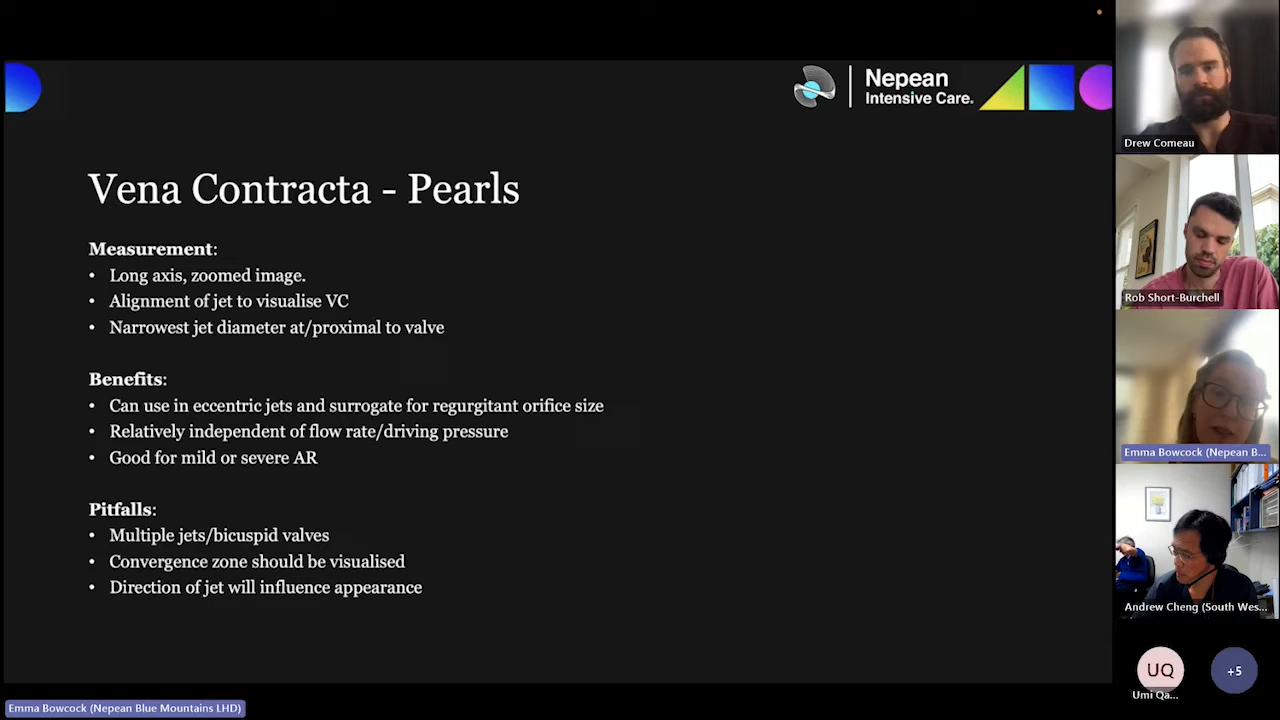 Nepean
Intensive Care.
Vena Contracta - Pearls
Measurement:
• Long axis, zoomed image.
• Alignment of jet to visualise VC
• Narrowest jet diameter at/proximal to valve
Benefits:
• Can use in eccentric jets and surrogate for regurgitant orifice size
• Relatively independent of flow rate/driving pressure
• Good for mild or severe AR
Pitfalls:
• Multiple jets/bicuspid valves
• Convergence zone should be visualised
• Direction of jet will influence appearance
Emma Bowcock (Nepean Blue Mountains LHD)
Drew Comeau
Rob Short-Burchell
Emma Bowcock (Nepean B...
Andrew Cheng (South Wes...
UQ
Umi Qa...
+5